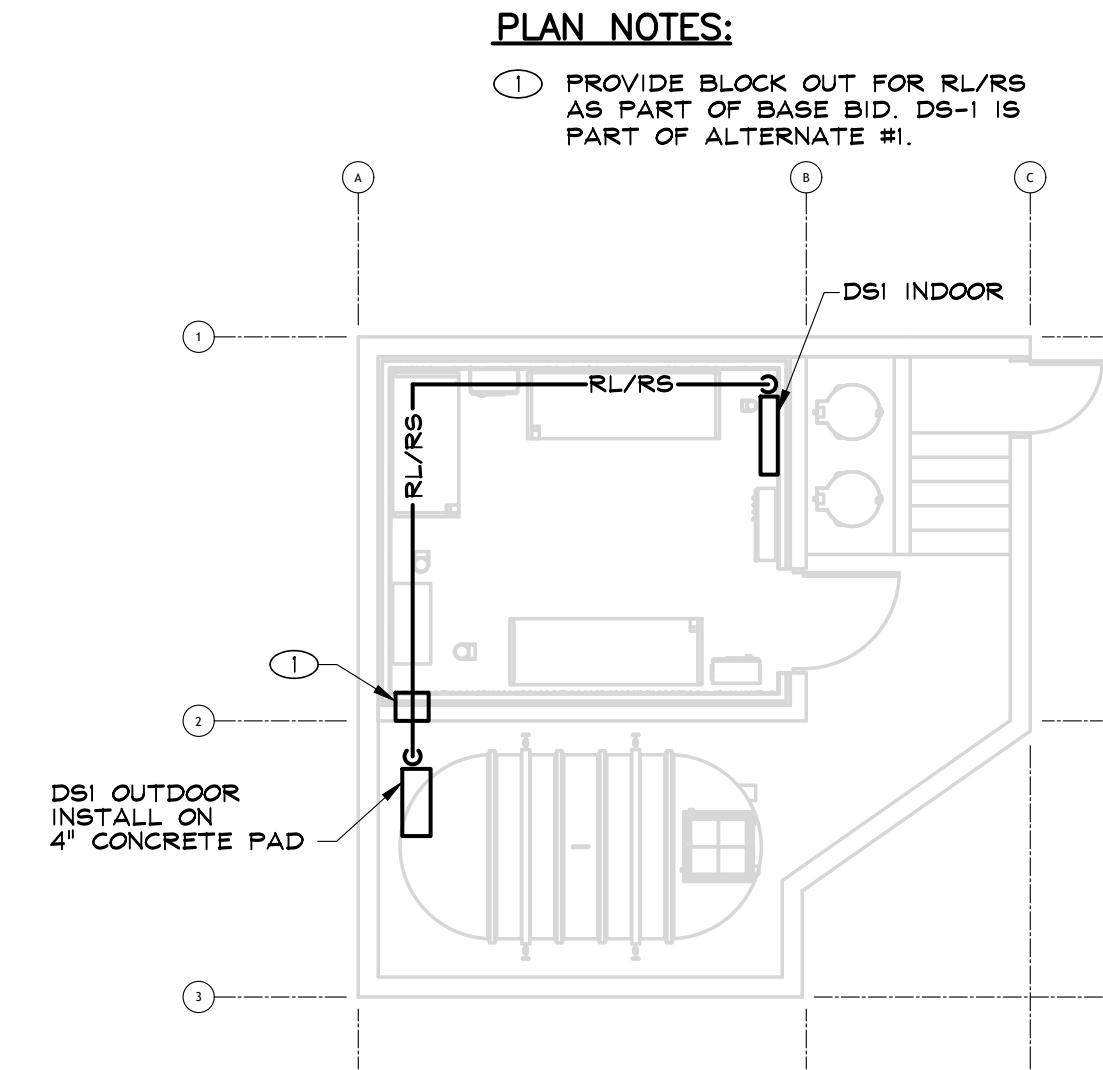 PLAN NOTES:
1 PROVIDE BLOCK OUT FOR RL/RS
AS PART OF BASE BID. DS-1 IS
PART OF ALTERNATE #1.
A
B
C
DS1 INDOOR
1
RL/RS
RL/RS
1
2
DS1 OUTDOOR
INSTALL ON
4" CONCRETE PAD
3